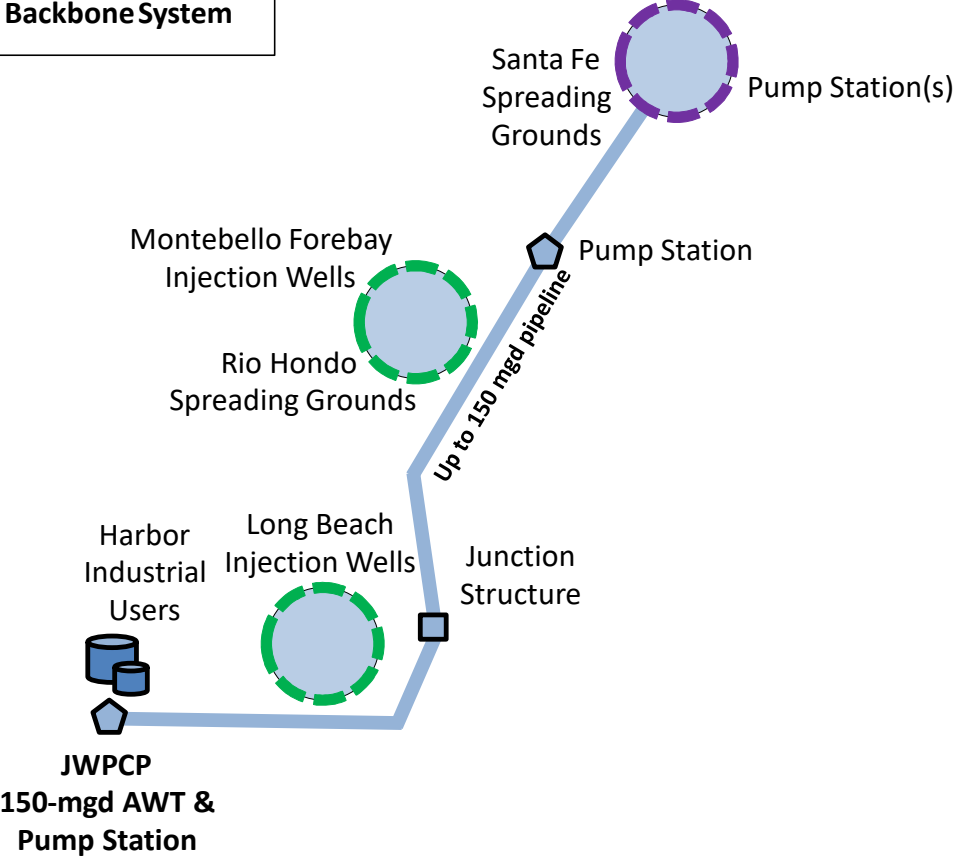 Backbone System
Santa Fe
Spreading
Grounds
Pump Station(s)
Montebello Forebay
Injection Wells
Pump Station
Rio Hondo
Spreading Grounds
Up to 150 mgd pipeline
Harbor
Industrial
Users
Long Beach
Injection Wells
Junction
Structure
JWPCP
150-mgd AWT &
Pump Station